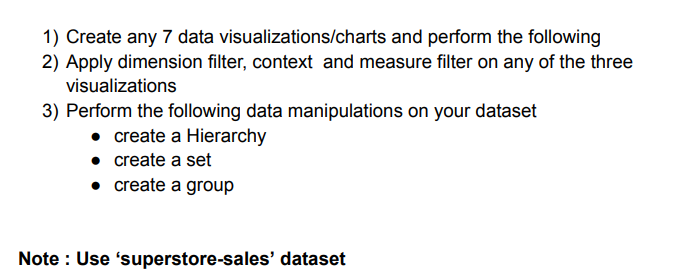 1) Create any 7 data visualizations/charts and perform the following
2) Apply dimension filter, context  and measure filter on any of the three
visualizations
3) Perform the following data manipulations on your dataset
● create a Hierarchy
● create a set
● create a group
Note : Use ‘superstore-sales’ dataset